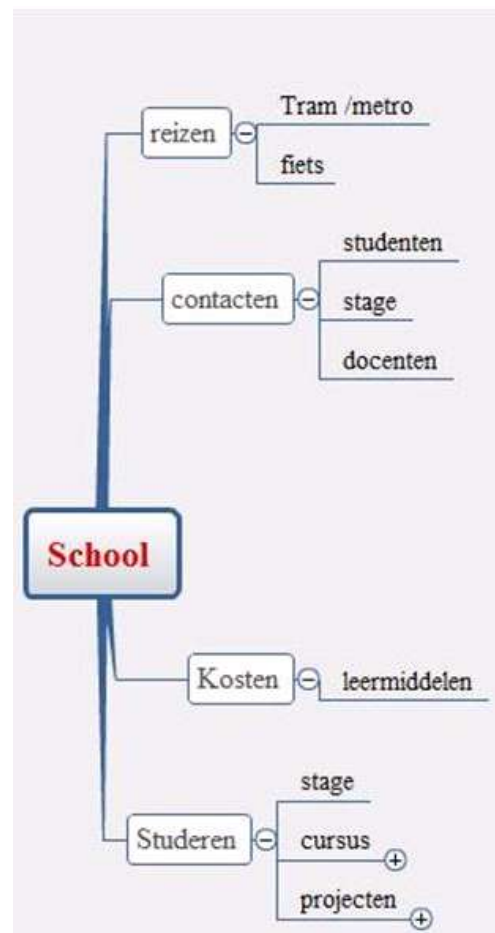 Tram /metro
reizen
fiets
studenten
contacten
stage
docenten
School
Kosten
leermiddelen
stage
Studeren
cursus
projecten